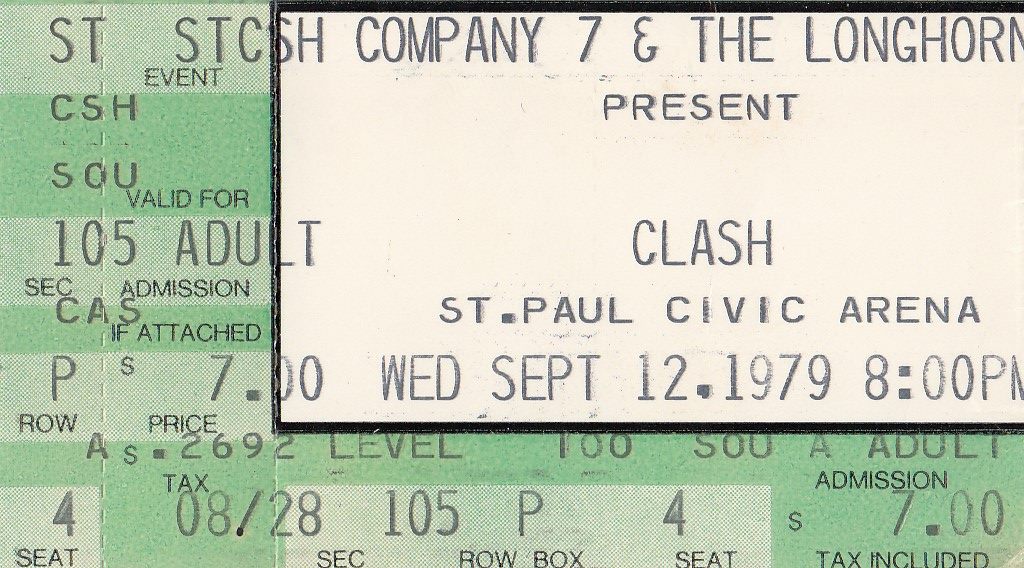 ST STCSH COMPANY 7 & THE LONGHORN
EVENT
CSH PRESENT
SOU
VALID FOR
105 ADULT CLASH
SEC ADMISSION
CAS ST.PAUL CIVIC ARENA
IF ATTACHED
P $ 7.00 WED SEPT 12.1979 8:00PM
ROW PRICE
A $.2692 LEVEL 100 SOU A ADULT
TAX ADMISSION
4 08/28 105 P 4 $ 7.00
SEAT SEC ROW BOX SEAT TAX INCLUDED